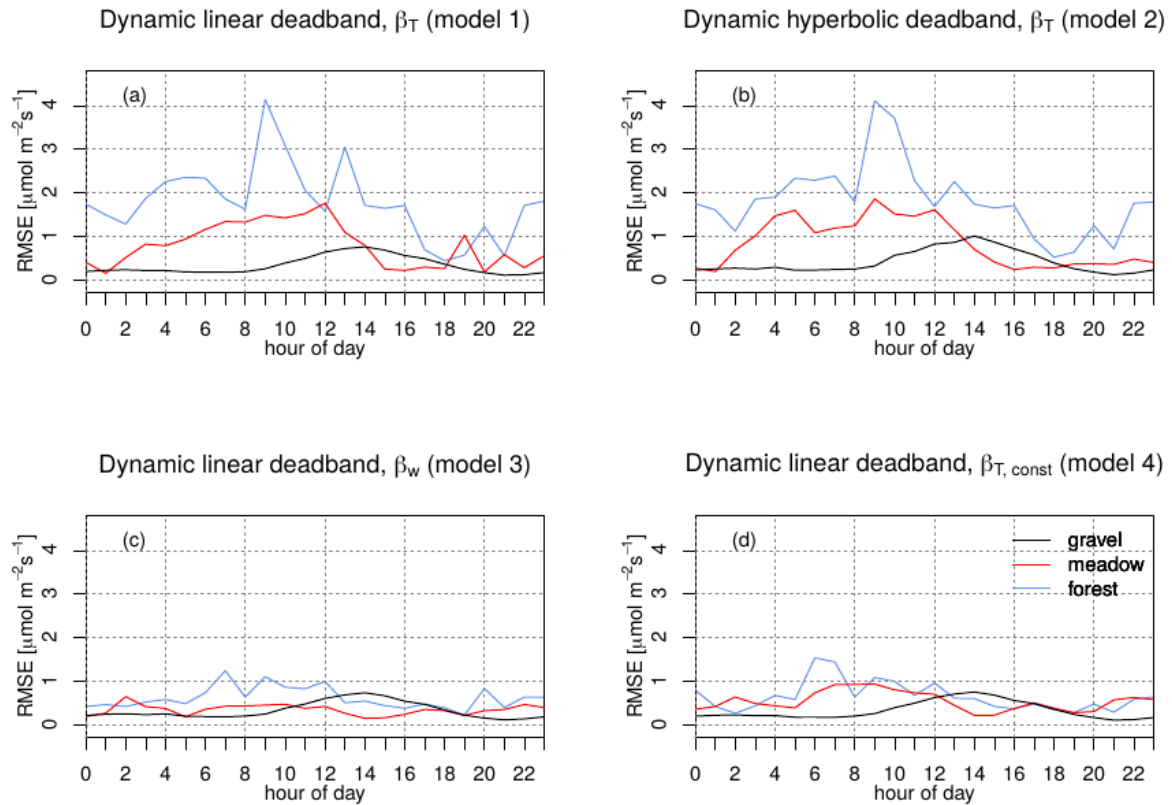 Dynamic linear deadband, βT (model 1)
(a)
RMSE [μmol m−2s−1]
0 1 2 3 4
0 2 4 6 8 10 12 14 16 18 20 22
hour of day
Dynamic hyperbolic deadband, βT (model 2)
(b)
RMSE [μmol m−2s−1]
0 1 2 3 4
0 2 4 6 8 10 12 14 16 18 20 22
hour of day
Dynamic linear deadband, βw (model 3)
(c)
RMSE [μmol m−2s−1]
0 1 2 3 4
0 2 4 6 8 10 12 14 16 18 20 22
hour of day
Dynamic linear deadband, βT, const (model 4)
(d)
gravel
meadow
forest
RMSE [μmol m−2s−1]
0 1 2 3 4
0 2 4 6 8 10 12 14 16 18 20 22
hour of day